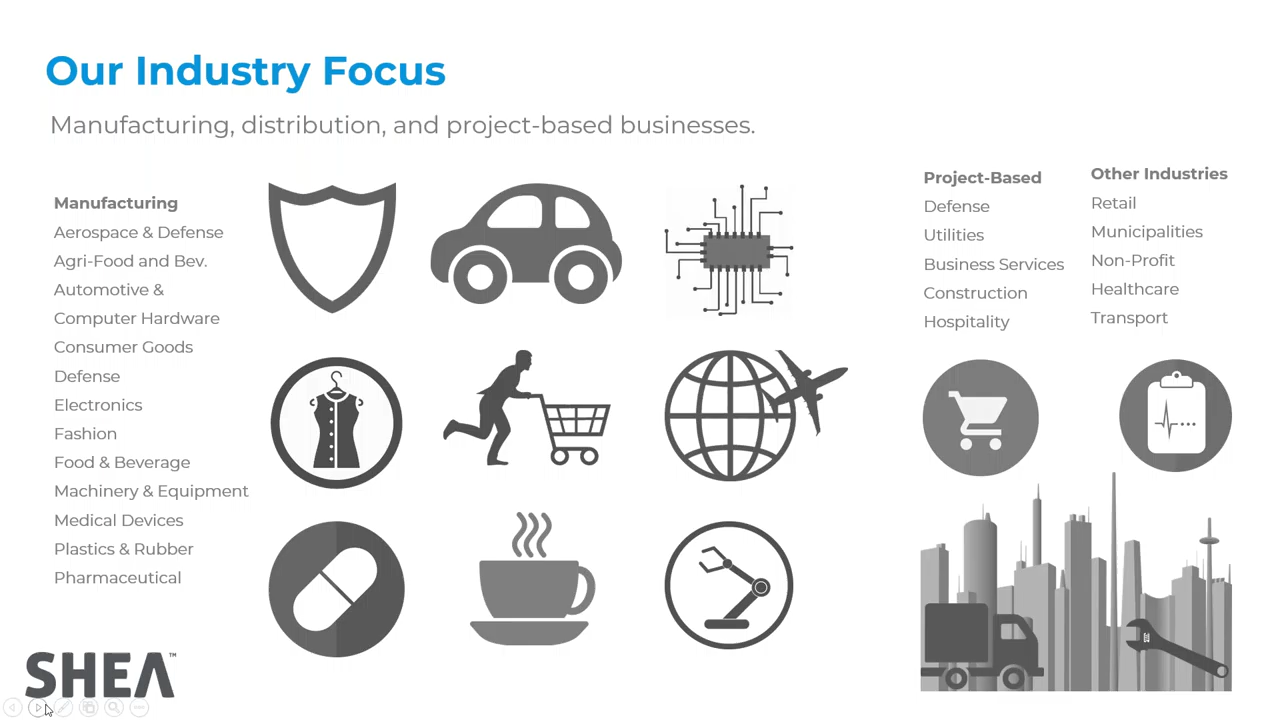 Our Industry Focus
Manufacturing, distribution, and project-based businesses.
Manufacturing
Aerospace & Defense
Agri-Food and Bev.
Automotive &
Computer Hardware
Consumer Goods
Defense
Electronics
Fashion
Food & Beverage
Machinery & Equipment
Medical Devices
Plastics & Rubber
Pharmaceutical
Project-Based
Defense
Utilities
Business Services
Construction
Hospitality
Other Industries
Retail
Municipalities
Non-Profit
Healthcare
Transport
SHEA™